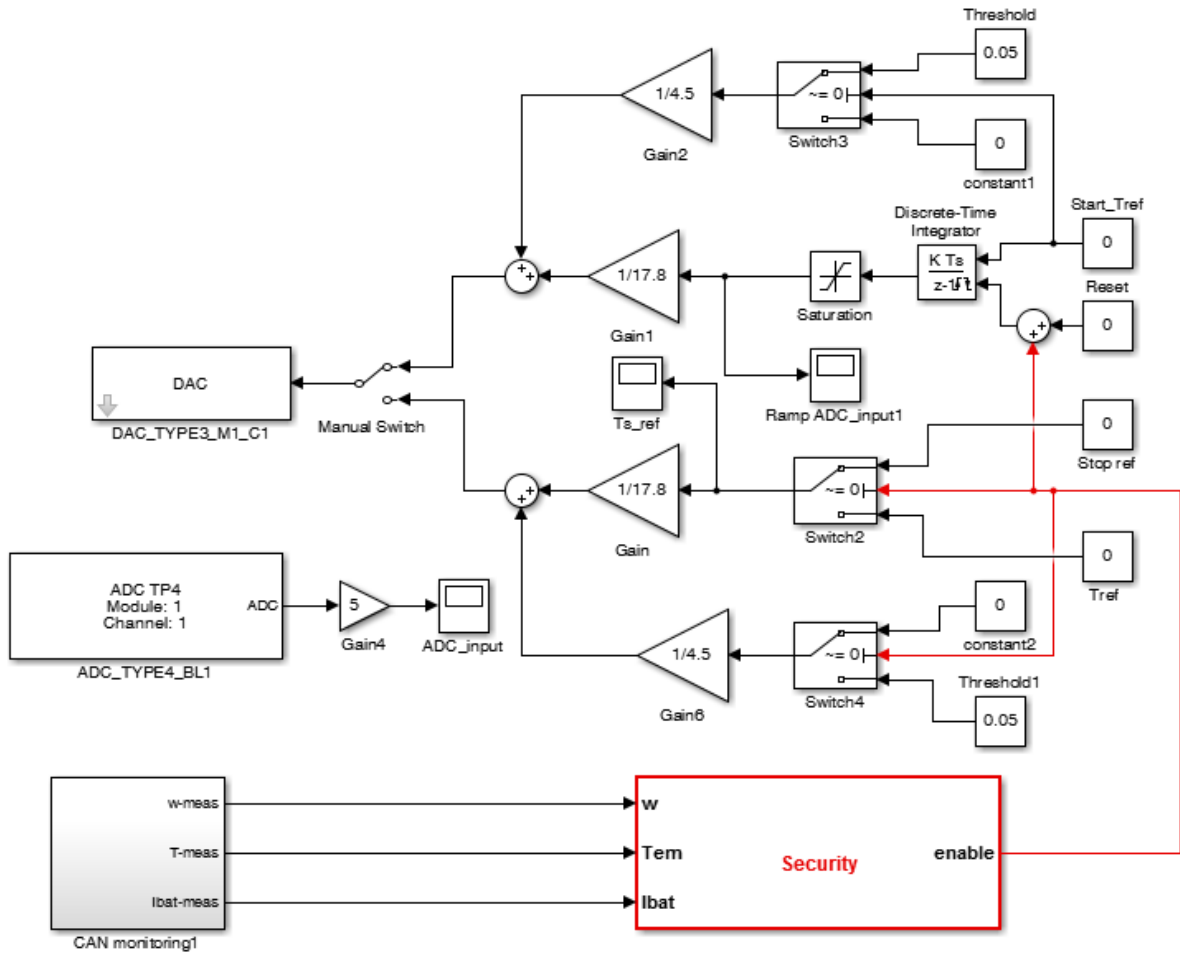 Threshold
0.05
1/4.5
~= 0
Switch3
Gain2
0
constant1
Start_Tref
0
Discrete-Time
Integrator
K Ts
z-1
Reset
0
+
+
1/17.8
Gain1
Saturation
+
+
DAC
DAC_TYPE3_M1_C1
Manual Switch
Ts_ref
Ramp ADC_input1
0
Stop ref
+
+
1/17.8
Gain
~= 0
Switch2
0
Tref
ADC TP4
Module: 1
Channel: 1
ADC
ADC_TYPE4_BL1
5
Gain4
ADC_input
1/4.5
Gain6
~= 0
Switch4
0
constant2
Threshold1
0.05
w-meas
T-meas
Ibat-meas
CAN monitoring1
w
Tem
Ibat
Security
enable